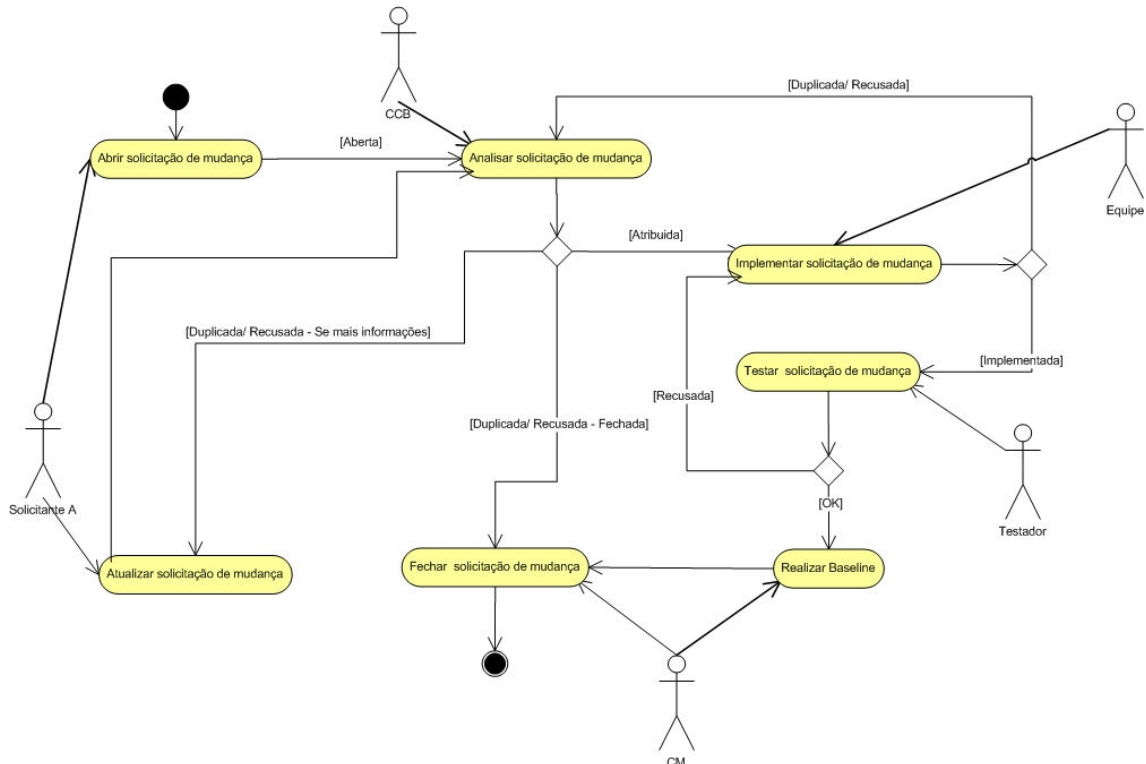 CCB
[Duplicada/ Recusada]
Abrir solicitação de mudança
[Aberta]
Analisar solicitação de mudança
Equipe
[Atribuida]
Implementar solicitação de mudança
[Duplicada/ Recusada - Se mais informações]
[Implementada]
Testar solicitação de mudança
[Recusada]
[Duplicada/ Recusada - Fechada]
Solicitante A
[OK]
Testador
Atualizar solicitação de mudança
Fechar solicitação de mudança
Realizar Baseline
CM